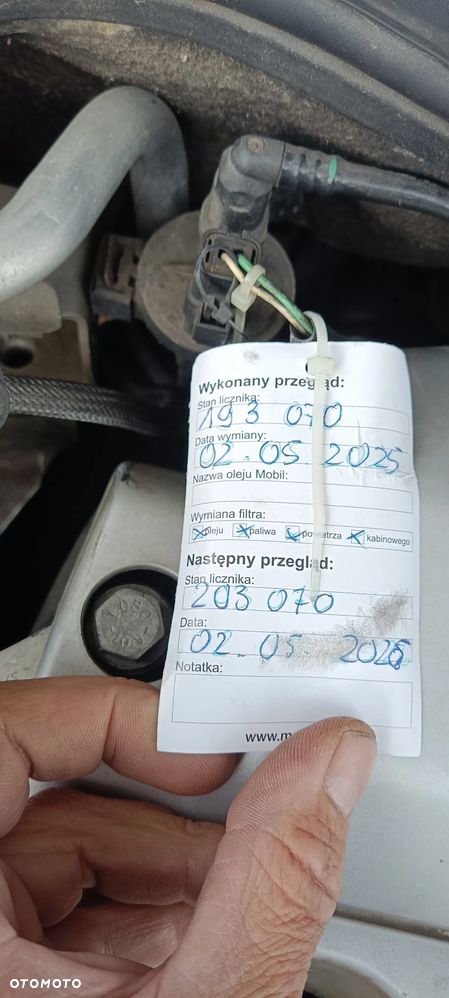 Wykonany przegląd:
Stan licznika:
193 070
Data wymiany:
02.05.2025
Nazwa oleju Mobil:
Wymiana filtra:
oleju paliwa powietrza kabinowego
Następny przegląd:
Stan licznika:
203 070
Data:
02.05 2026
Notatka:
www.m
OTOMOTO